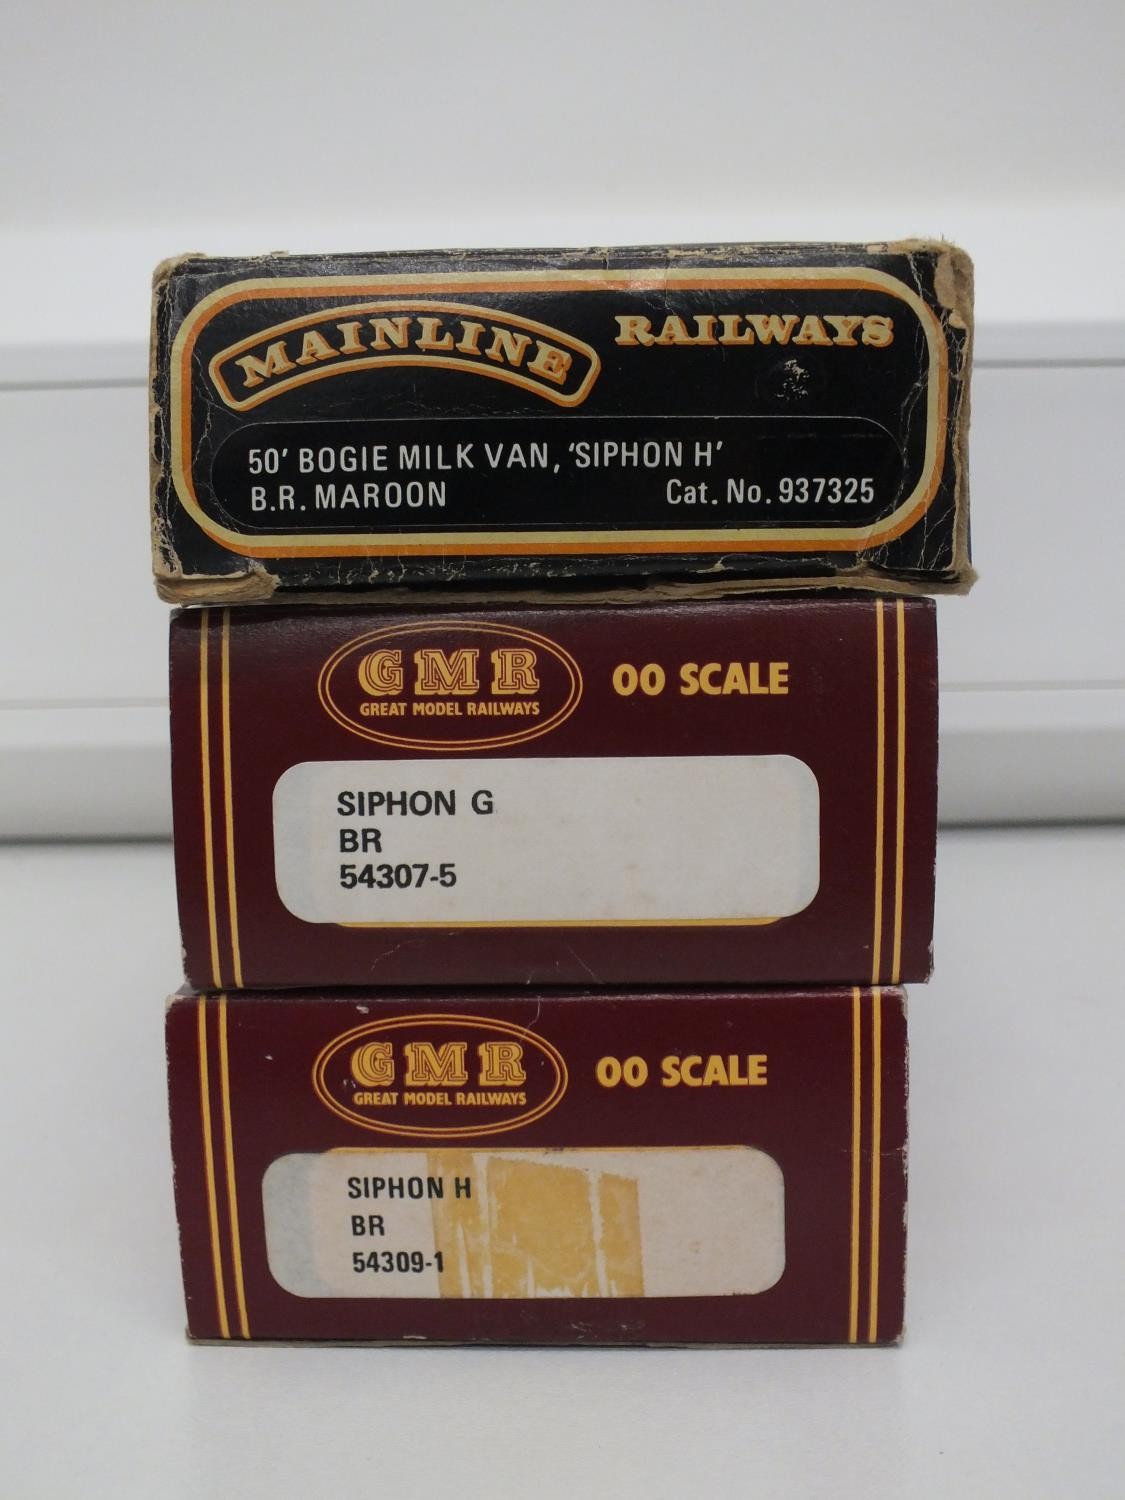 MAINLINE RAILWAYS
50' BOGIE MILK VAN, 'SIPHON H'
B.R. MAROON Cat. No. 937325
GMR OO SCALE
GREAT MODEL RAILWAYS
SIPHON G
BR
54307-5
GMR OO SCALE
GREAT MODEL RAILWAYS
SIPHON H
BR
54309-1